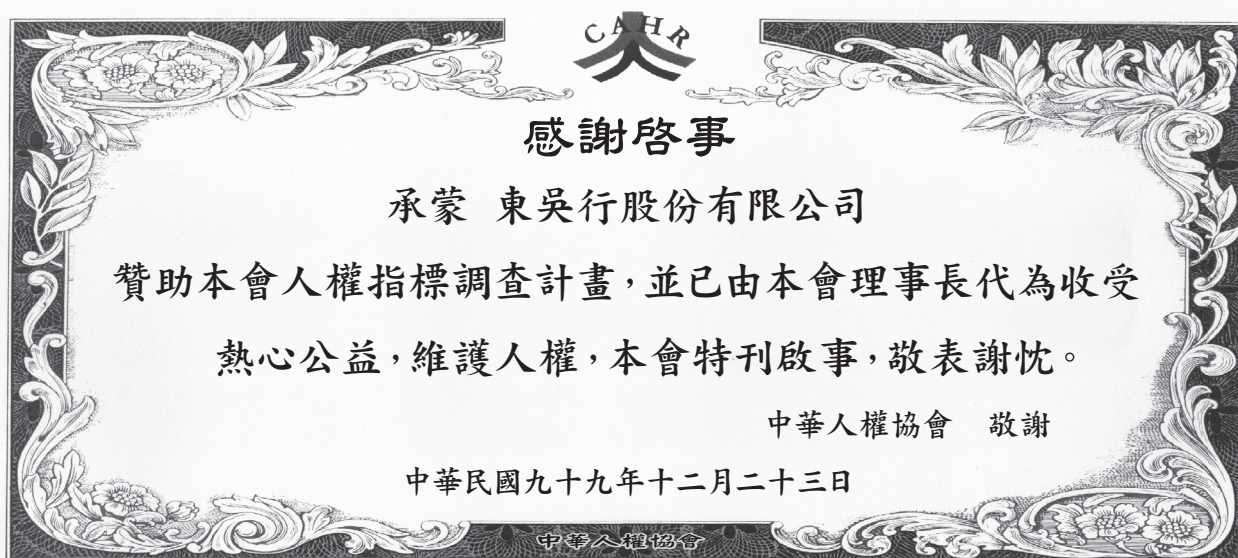 CAHR
感謝啓事
承蒙 東吳行股份有限公司
贊助本會人權指標調查計畫，並已由本會理事長代為收受
熱心公益，維護人權，本會特刊啟事，敬表謝忱。
中華人權協會 敬謝
中華民國九十九年十二月二十三日
中華人權協會